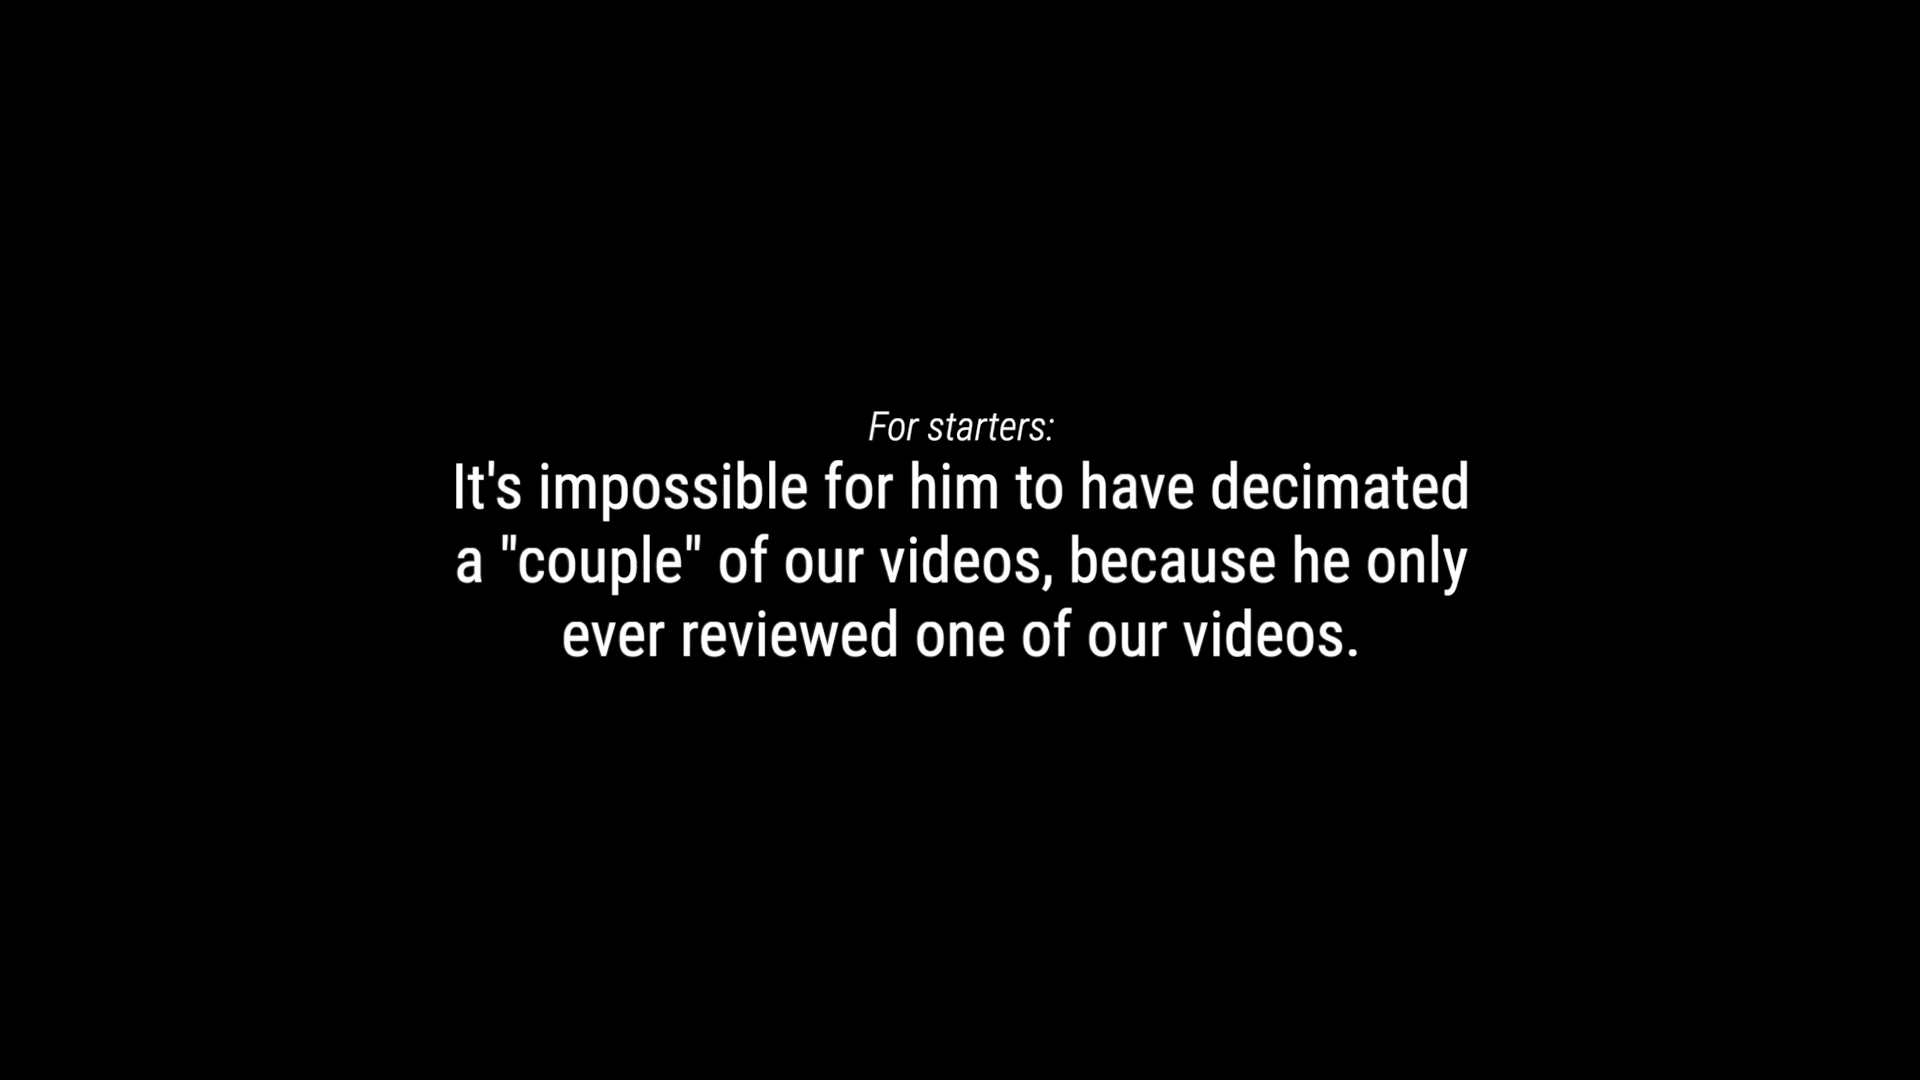 For starters:
It's impossible for him to have decimated
a "couple" of our videos, because he only
ever reviewed one of our videos.